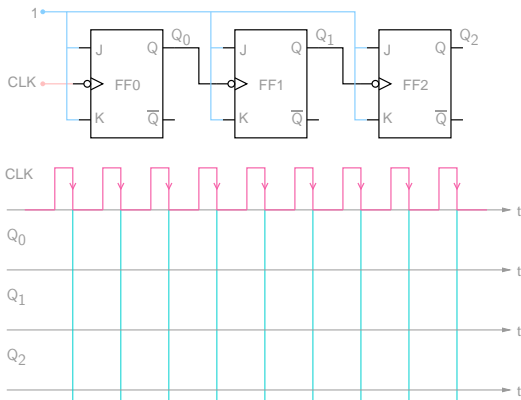 1
J Q Q0 J Q Q1 J Q Q2
CLK FF0 FF1 FF2
K Q̅ K Q̅ K Q̅
CLK
t
Q0
t
Q1
t
Q2
t